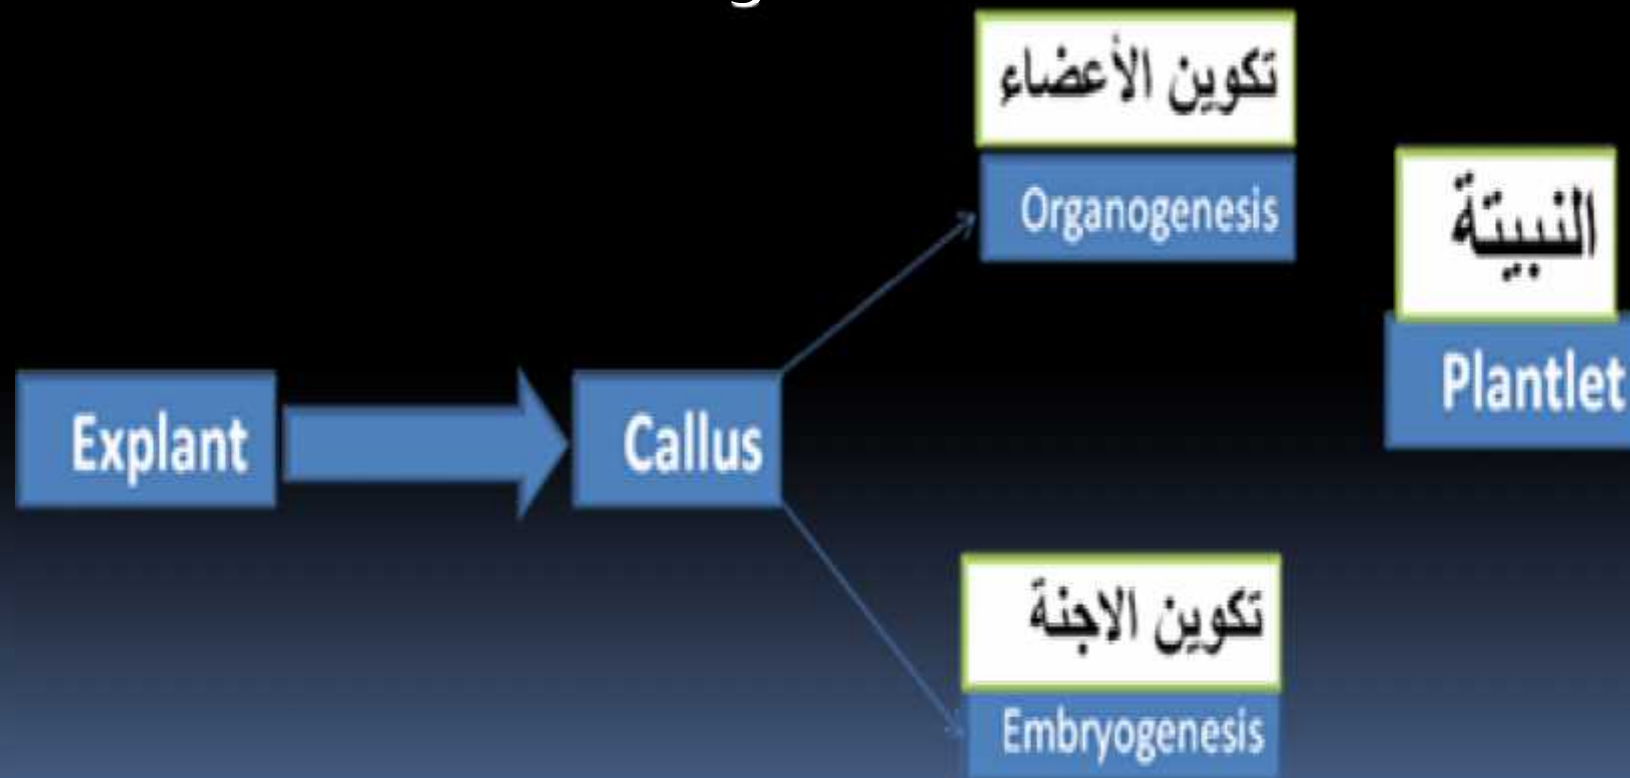 تكوين الأعضاء
Organogenesis
النبيتة
Plantlet
Explant
Callus
تكوين الاجنة
Embryogenesis